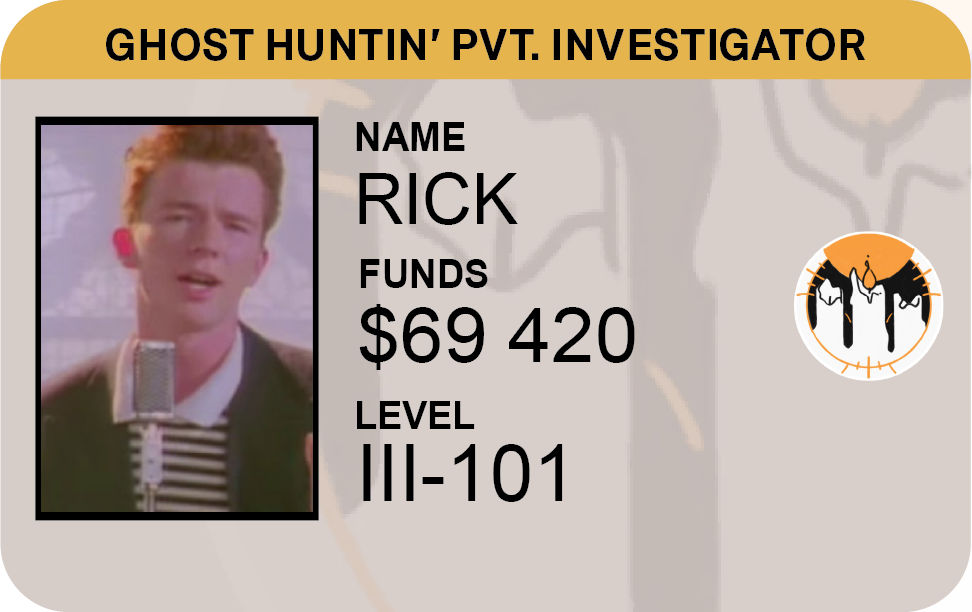 GHOST HUNTIN’ PVT. INVESTIGATOR
NAME
RICK
FUNDS
$69 420
LEVEL
III-101